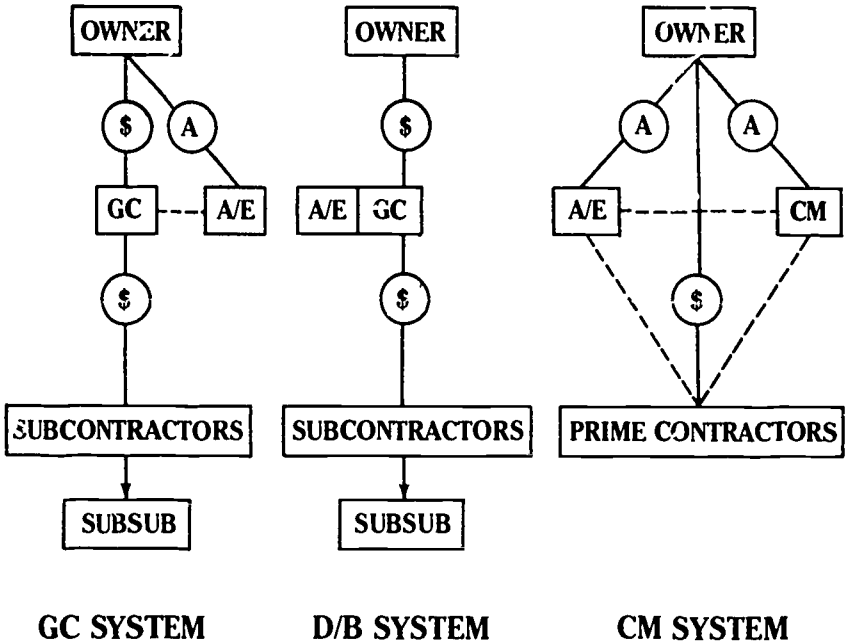 OWNER
$
A
GC
A/E
$
SUBCONTRACTORS
SUBSUB
GC SYSTEM
OWNER
$
A/E
GC
$
SUBCONTRACTORS
SUBSUB
D/B SYSTEM
OWNER
A
A
A/E
CM
$
PRIME CONTRACTORS
CM SYSTEM